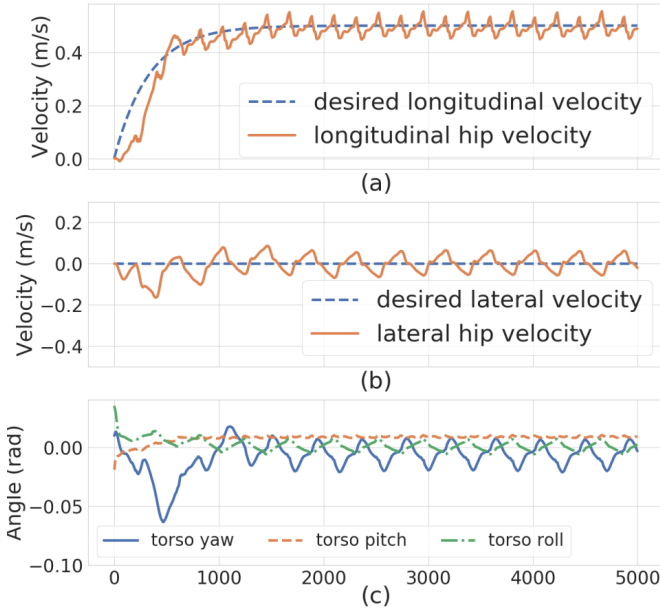 Velocity (m/s)
0.4
0.2
0.0
desired longitudinal velocity
longitudinal hip velocity
(a)
Velocity (m/s)
0.2
0.0
−0.2
−0.4
desired lateral velocity
lateral hip velocity
(b)
Angle (rad)
0.00
−0.05
−0.10
torso yaw torso pitch torso roll
0 1000 2000 3000 4000 5000
(c)